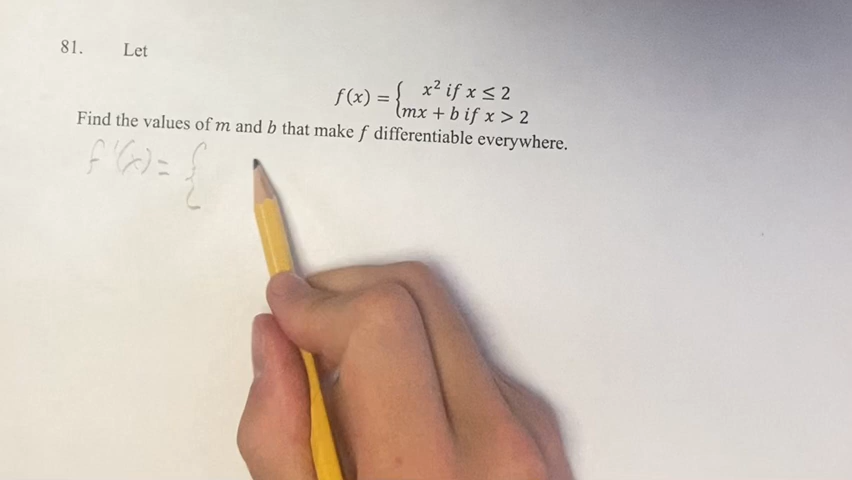 81. Let
f(x) = { x² if x ≤ 2
mx + b if x > 2
Find the values of m and b that make f differentiable everywhere.
f'(x) = {